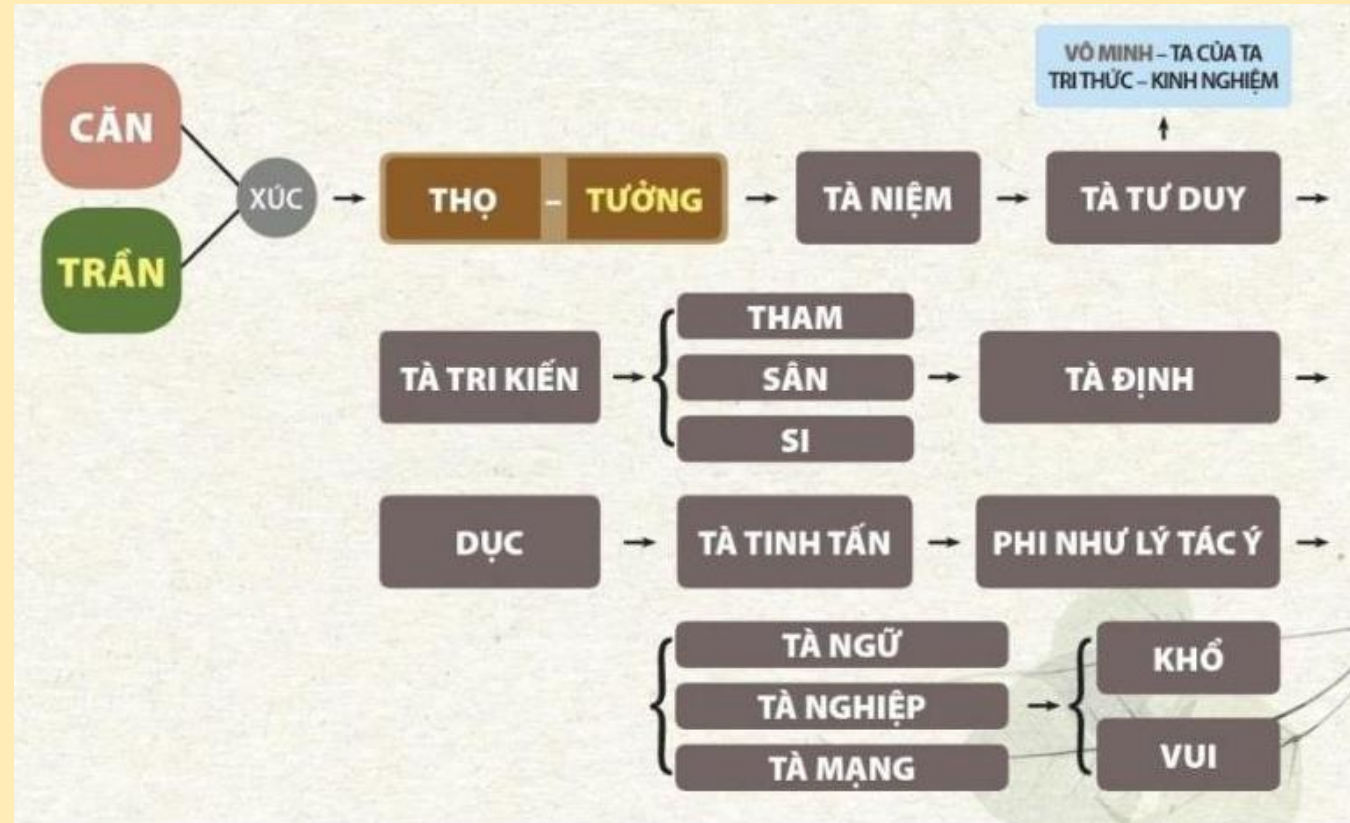 VÔ MINH – TA CỦA TA
TRI THỨC – KINH NGHIỆM
CĂN
TRẦN
XÚC
THỌ – TƯỞNG
TÀ NIỆM
TÀ TƯ DUY
TÀ TRI KIẾN
THAM
SÂN
SI
TÀ ĐỊNH
DỤC
TÀ TINH TẤN
PHI NHƯ LÝ TÁC Ý
TÀ NGỮ
TÀ NGHIỆP
TÀ MẠNG
KHỔ
VUI